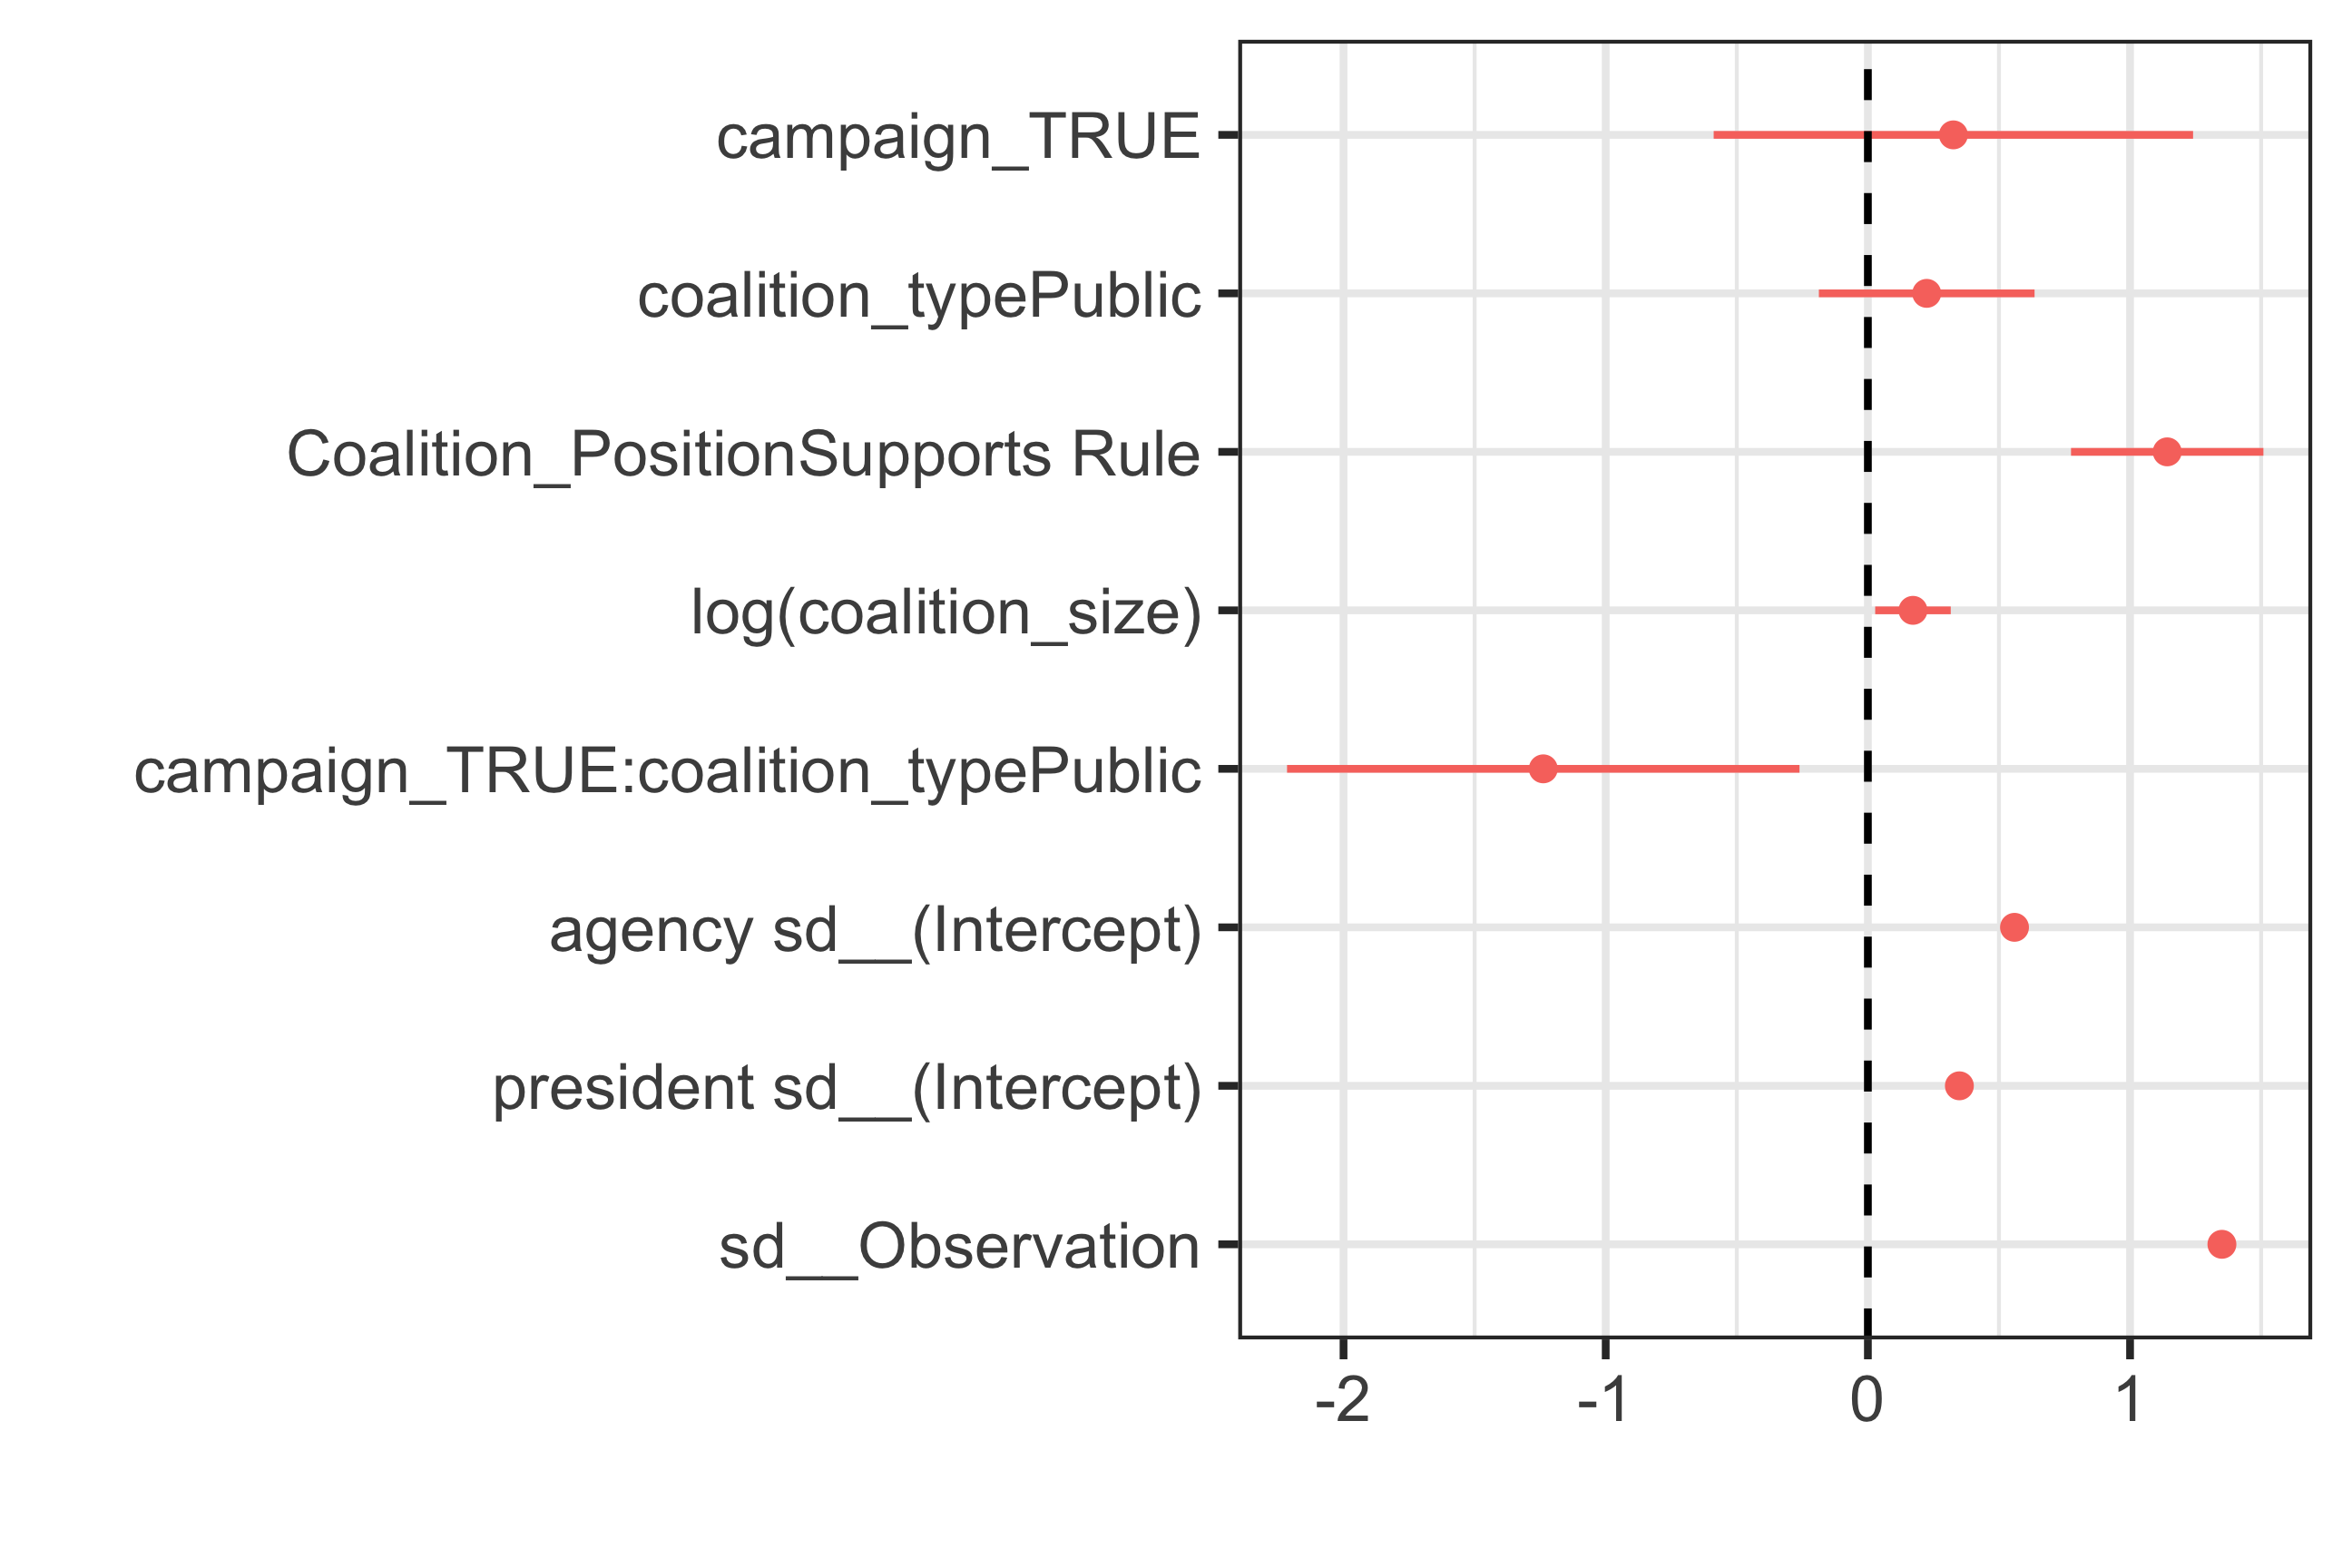 campaign_TRUE
coalition_typePublic
Coalition_PositionSupports Rule
log(coalition_size)
campaign_TRUE:coalition_typePublic
agency sd__(Intercept)
president sd__(Intercept)
sd__Observation
-2 -1 0 1